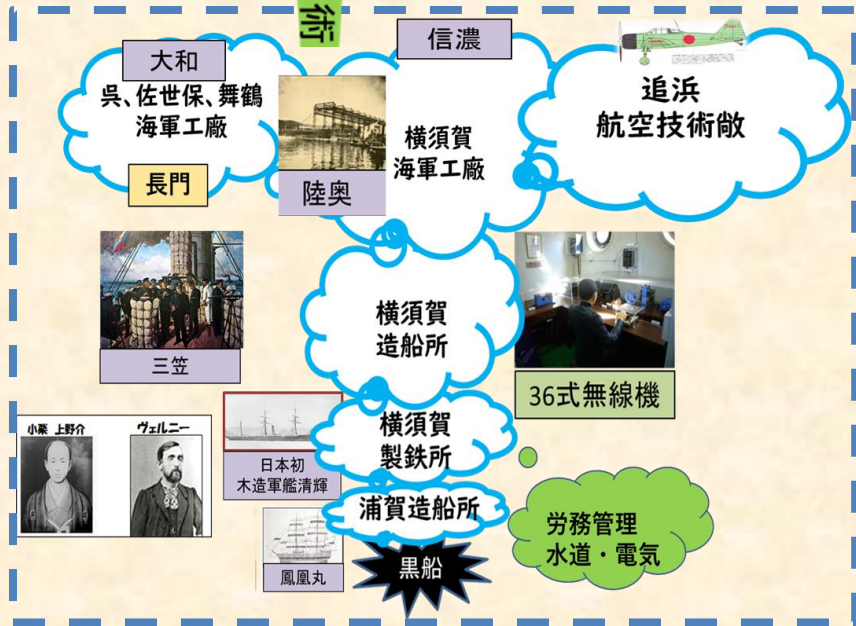 術
大和
呉、佐世保、舞鶴
海軍工廠
長門
陸奥
信濃
横須賀
海軍工廠
追浜
航空技術敞
三笠
横須賀
造船所
36式無線機
小栗 上野介
ヴェルニー
日本初
木造軍艦清輝
横須賀
製鉄所
浦賀造船所
鳳凰丸
黒船
労務管理
水道・電気